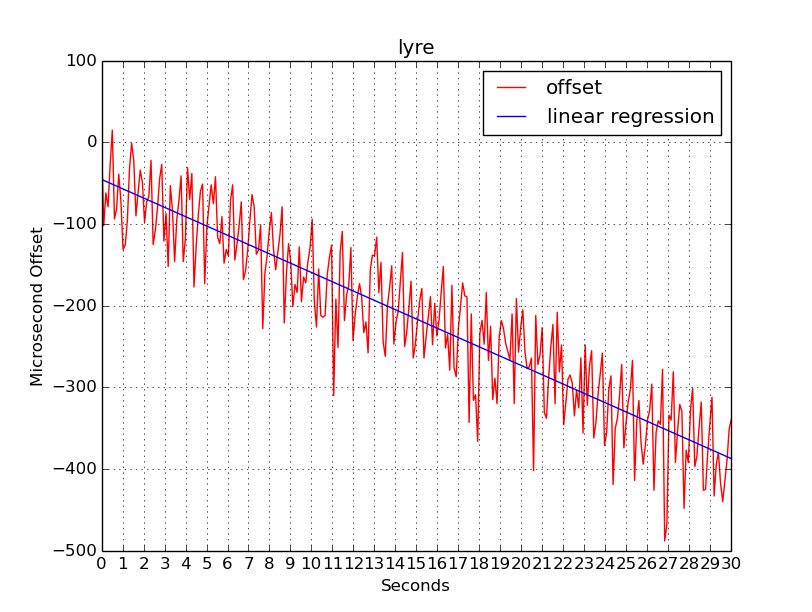 lyre
offset
linear regression
100
0
−100
−200
−300
−400
−500
Microsecond Offset
0 1 2 3 4 5 6 7 8 9 10 11 12 13 14 15 16 17 18 19 20 21 22 23 24 25 26 27 28 29 30
Seconds